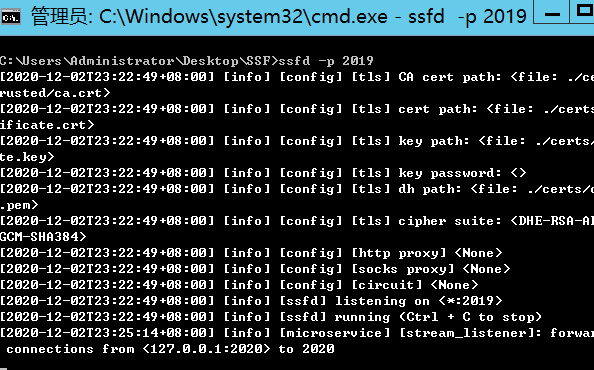 管理员: C:\Windows\system32\cmd.exe - ssfd -p 2019
C:\Users\Administrator\Desktop\SSF>ssfd -p 2019
[2020-12-02T23:22:49+08:00] [info] [config] [tls] CA cert path: <file: ./ce
rusted/ca.crt>
[2020-12-02T23:22:49+08:00] [info] [config] [tls] cert path: <file: ./certs
ificate.crt>
[2020-12-02T23:22:49+08:00] [info] [config] [tls] key path: <file: ./certs/
te.key>
[2020-12-02T23:22:49+08:00] [info] [config] [tls] key password: <>
[2020-12-02T23:22:49+08:00] [info] [config] [tls] dh path: <file: ./certs/d
.pem>
[2020-12-02T23:22:49+08:00] [info] [config] [tls] cipher suite: <DHE-RSA-AE
GCM-SHA384>
[2020-12-02T23:22:49+08:00] [info] [config] [http proxy] <None>
[2020-12-02T23:22:49+08:00] [info] [config] [socks proxy] <None>
[2020-12-02T23:22:49+08:00] [info] [config] [circuit] <None>
[2020-12-02T23:22:49+08:00] [info] [ssfd] listening on <*:2019>
[2020-12-02T23:22:49+08:00] [info] [ssfd] running (Ctrl + C to stop)
[2020-12-02T23:25:14+08:00] [info] [microservice] [stream_listener]: forwar
connections from <127.0.0.1:2020> to 2020